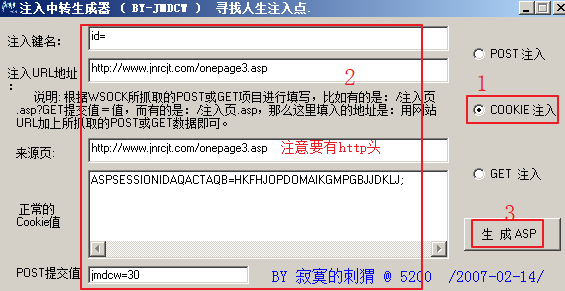 注入中转生成器 ( BY-JMDCW ) 寻找人生注入点.
注入键名: id=
POST 注入
注入URL地址 http://www.jnrcjt.com/onepage3.asp
:
2
1
说明: 根据WSOCK所抓取的POST或GET项目进行填写，比如有的是：/注入页
.asp?GET提交值＝值，而有的是：/注入页.asp，那么这里填入的地址是：用网站
URL加上所抓取的POST或GET数据即可。
COOKIE 注入
来源页: http://www.jnrcjt.com/onepage3.asp 注意要有http头
GET 注入
ASPSESSIONIDAQACTAQB=HKFHJOPDOMAIKGMPGBJJDKLJ;
正常的
Cookie值
3
生 成 ASP
POST提交值 jmdcw=30
BY 寂寞的刺猬 @ 5200 /2007-02-14/